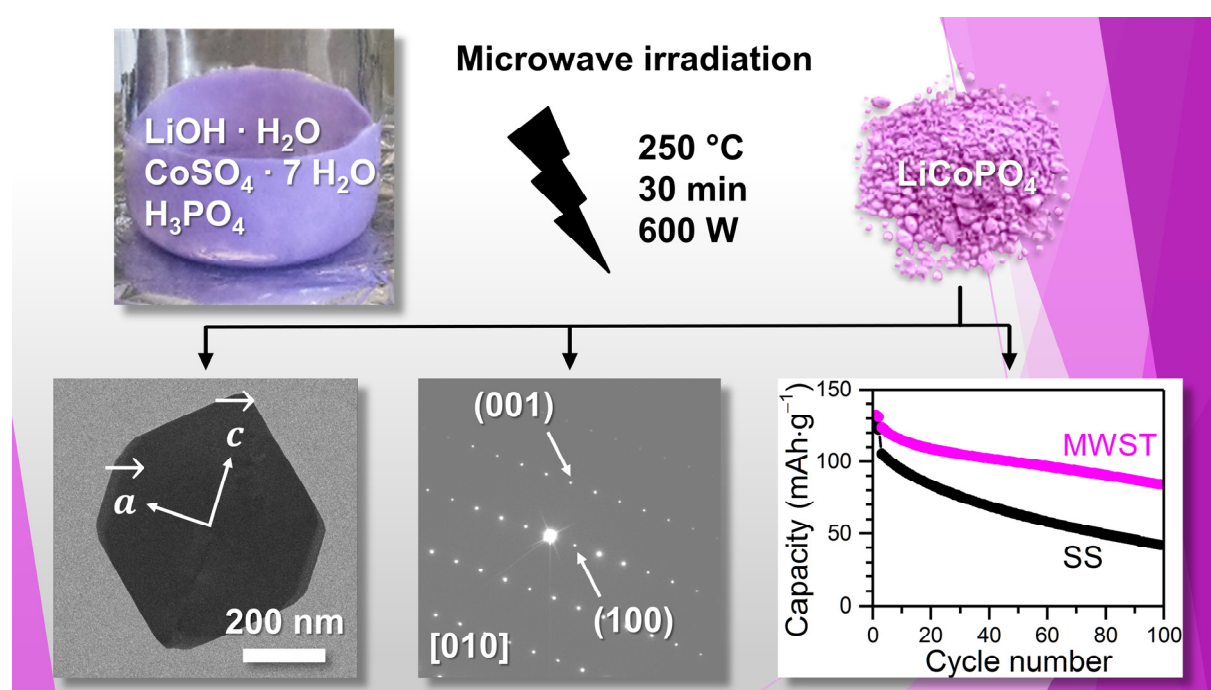 Microwave irradiation
LiOH · H₂O
CoSO₄ · 7 H₂O
H₃PO₄
250 °C
30 min
600 W
LiCoPO₄
a
c
200 nm
(001)
(100)
[010]
Capacity (mAh·g⁻¹)
150
100
50
0
MWST
SS
0 20 40 60 80 100
Cycle number